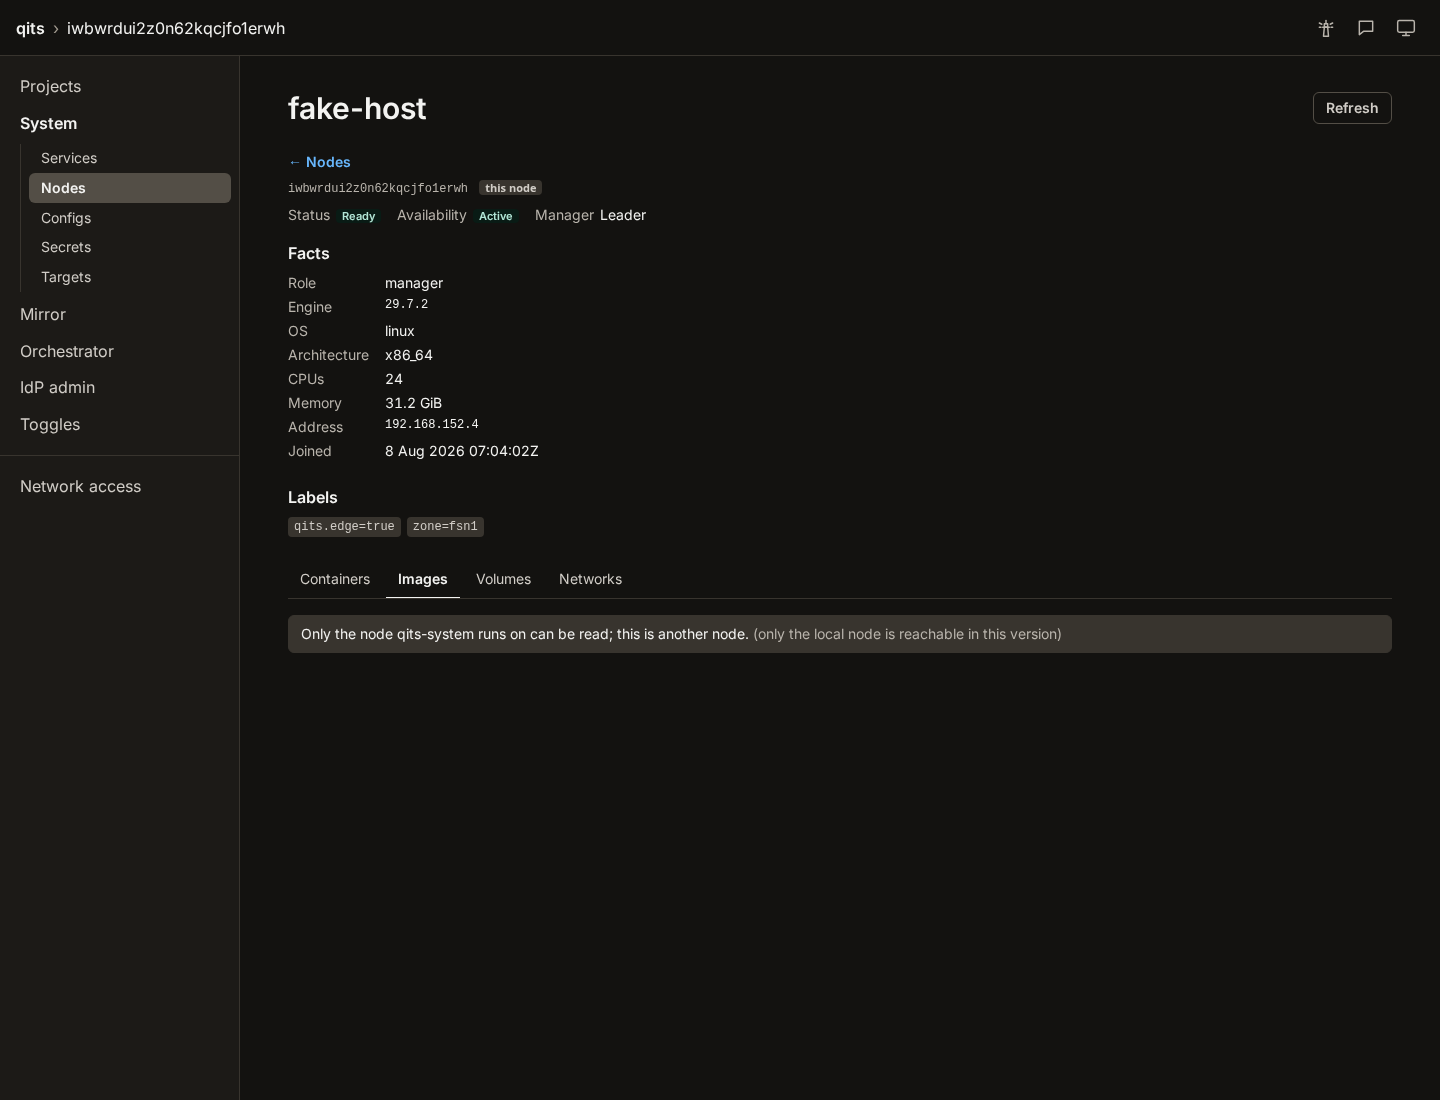 qits › iwbwrdui2z0n62kqcjfo1erwh
Projects
System
Services
Nodes
Configs
Secrets
Targets
Mirror
Orchestrator
IdP admin
Toggles
Network access
fake-host
Refresh
← Nodes
iwbwrdui2z0n62kqcjfo1erwh this node
Status Ready Availability Active Manager Leader
Facts
Role manager
Engine 29.7.2
OS linux
Architecture x86_64
CPUs 24
Memory 31.2 GiB
Address 192.168.152.4
Joined 8 Aug 2026 07:04:02Z
Labels
qits.edge=true zone=fsn1
Containers Images Volumes Networks
Only the node qits-system runs on can be read; this is another node. (only the local node is reachable in this version)